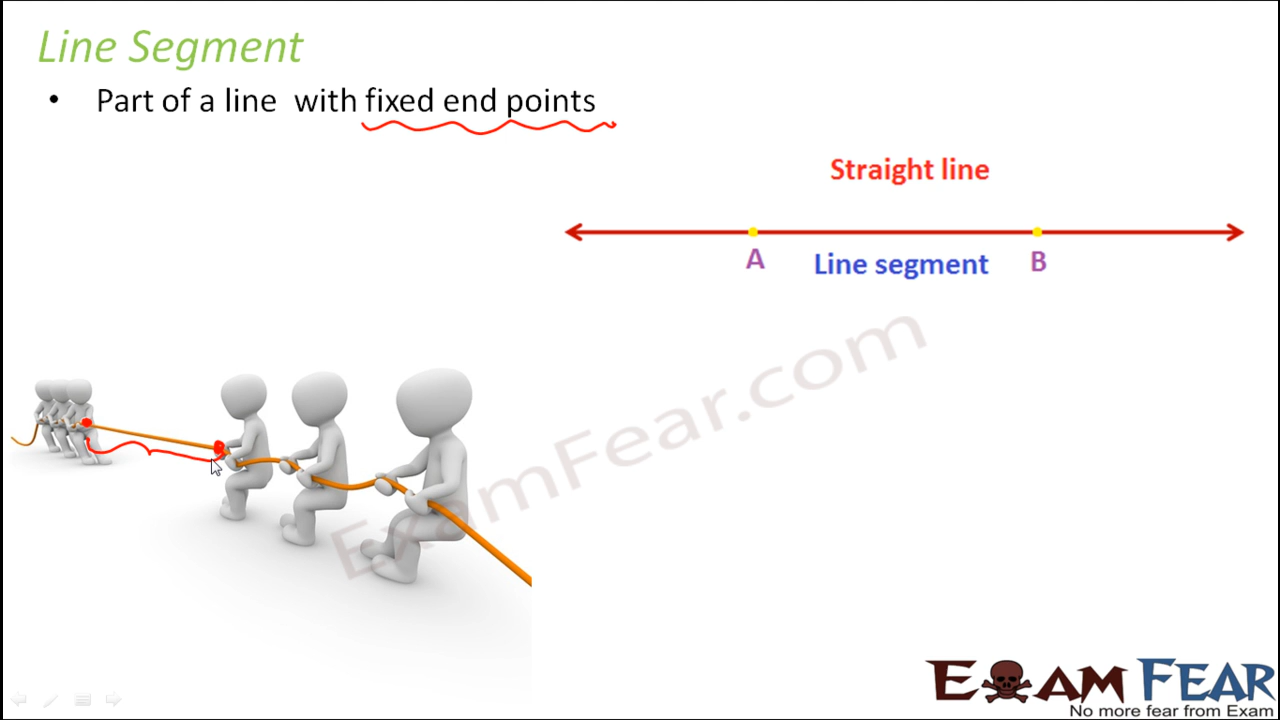 Line Segment
• Part of a line with fixed end points
Straight line
A Line segment B
ExamFear.com
EXAM FEAR
No more fear from Exam